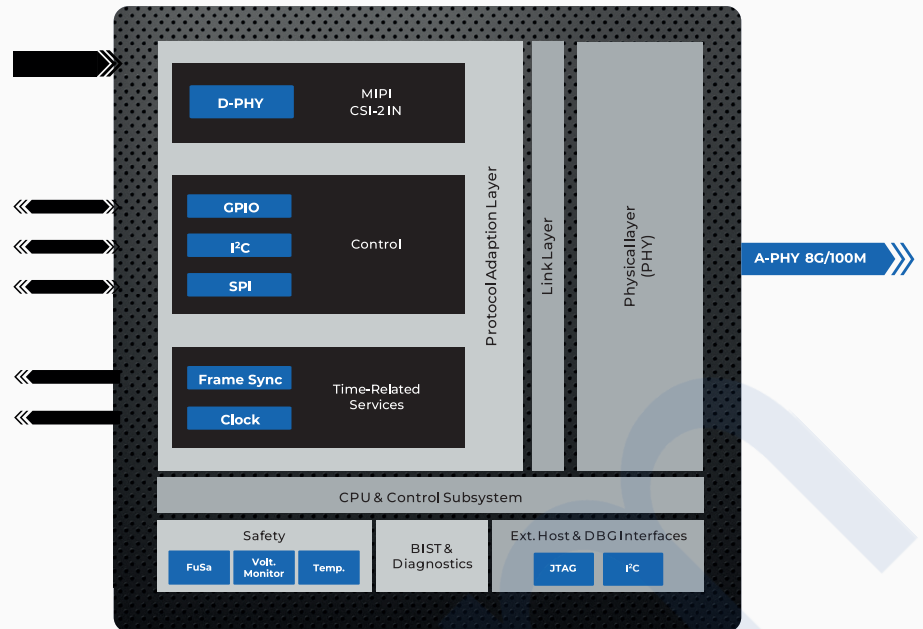 D-PHY
MIPI
CSI-2 IN
GPIO
I²C
SPI
Control
Frame Sync
Clock
Time-Related
Services
Protocol Adaption Layer
Link Layer
Physical layer
(PHY)
A-PHY 8G/100M
CPU & Control Subsystem
Safety
FuSa
Volt.
Monitor
Temp.
BIST &
Diagnostics
Ext. Host & DBG Interfaces
JTAG
I²C